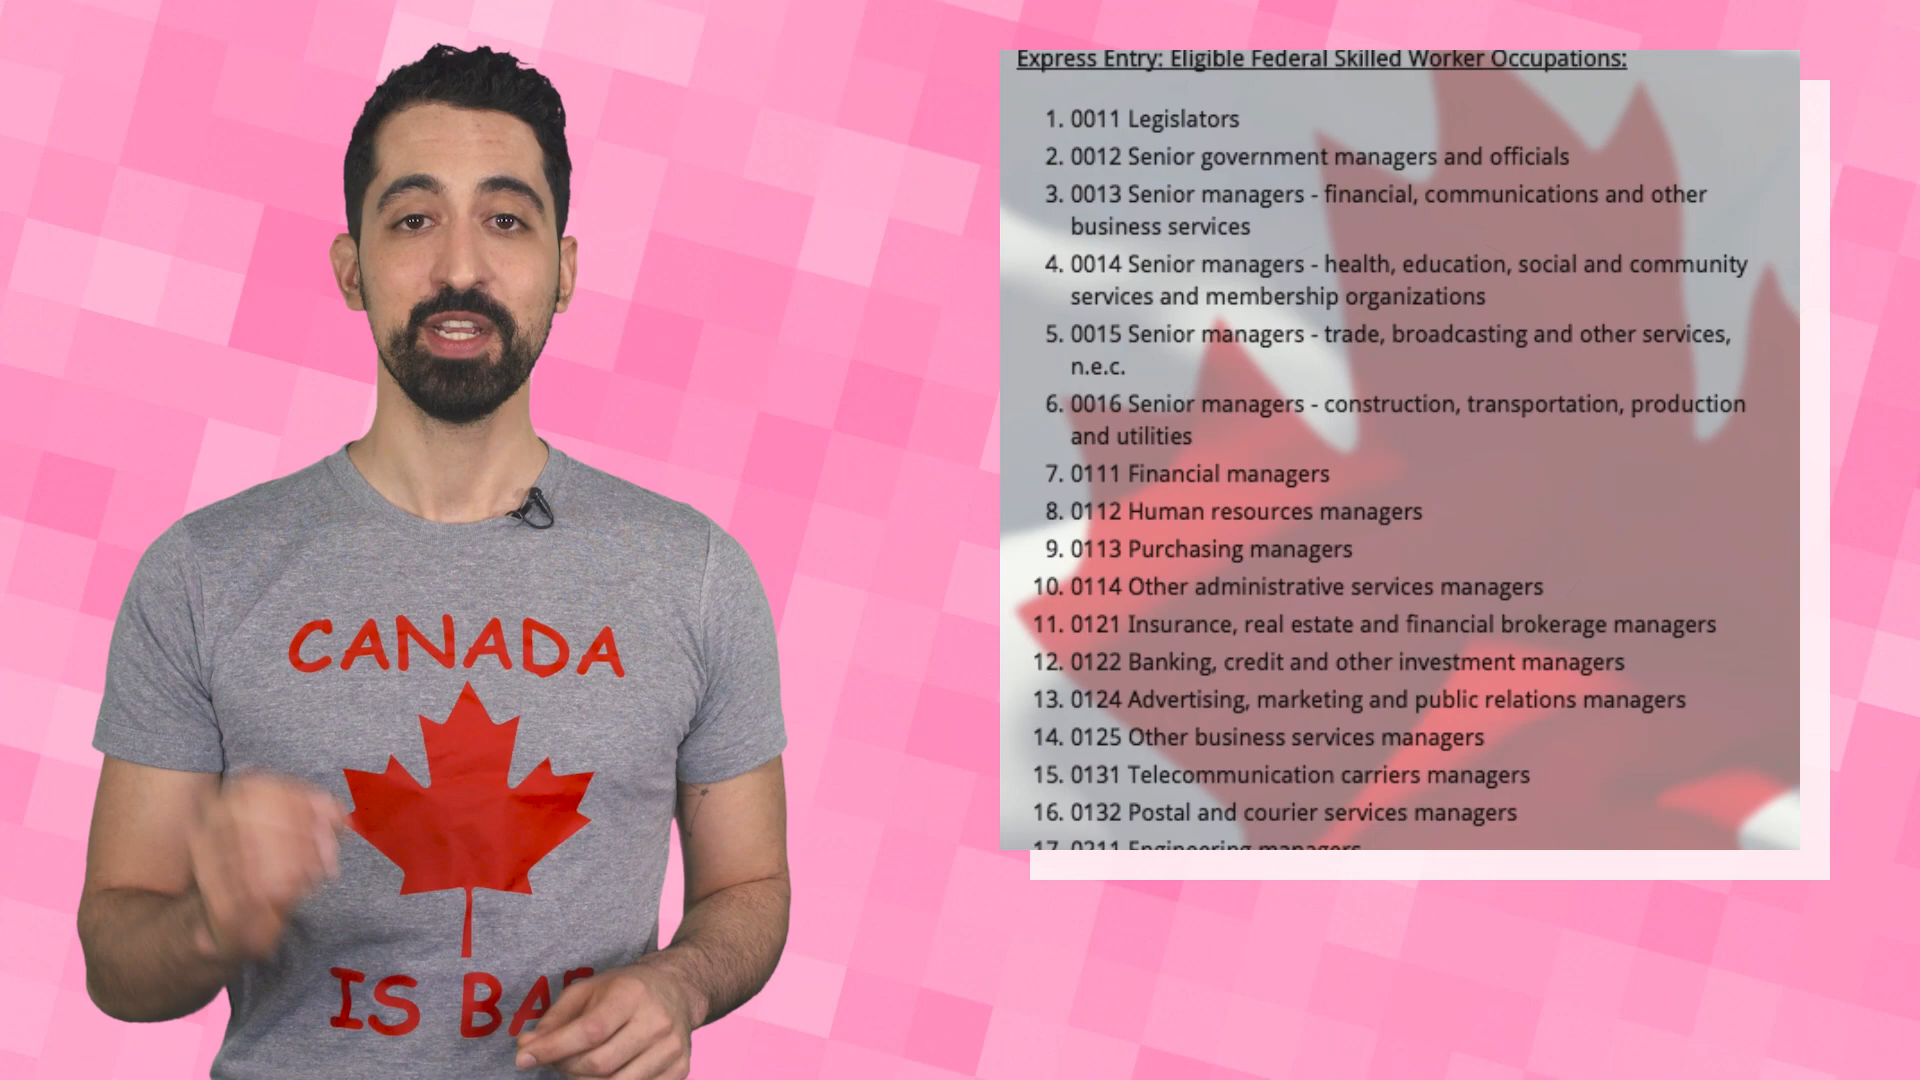 CANADA
IS BA
Express Entry: Eligible Federal Skilled Worker Occupations:
1. 0011 Legislators
2. 0012 Senior government managers and officials
3. 0013 Senior managers - financial, communications and other
business services
4. 0014 Senior managers - health, education, social and community
services and membership organizations
5. 0015 Senior managers - trade, broadcasting and other services,
n.e.c.
6. 0016 Senior managers - construction, transportation, production
and utilities
7. 0111 Financial managers
8. 0112 Human resources managers
9. 0113 Purchasing managers
10. 0114 Other administrative services managers
11. 0121 Insurance, real estate and financial brokerage managers
12. 0122 Banking, credit and other investment managers
13. 0124 Advertising, marketing and public relations managers
14. 0125 Other business services managers
15. 0131 Telecommunication carriers managers
16. 0132 Postal and courier services managers
17. 0211 Engineering managers